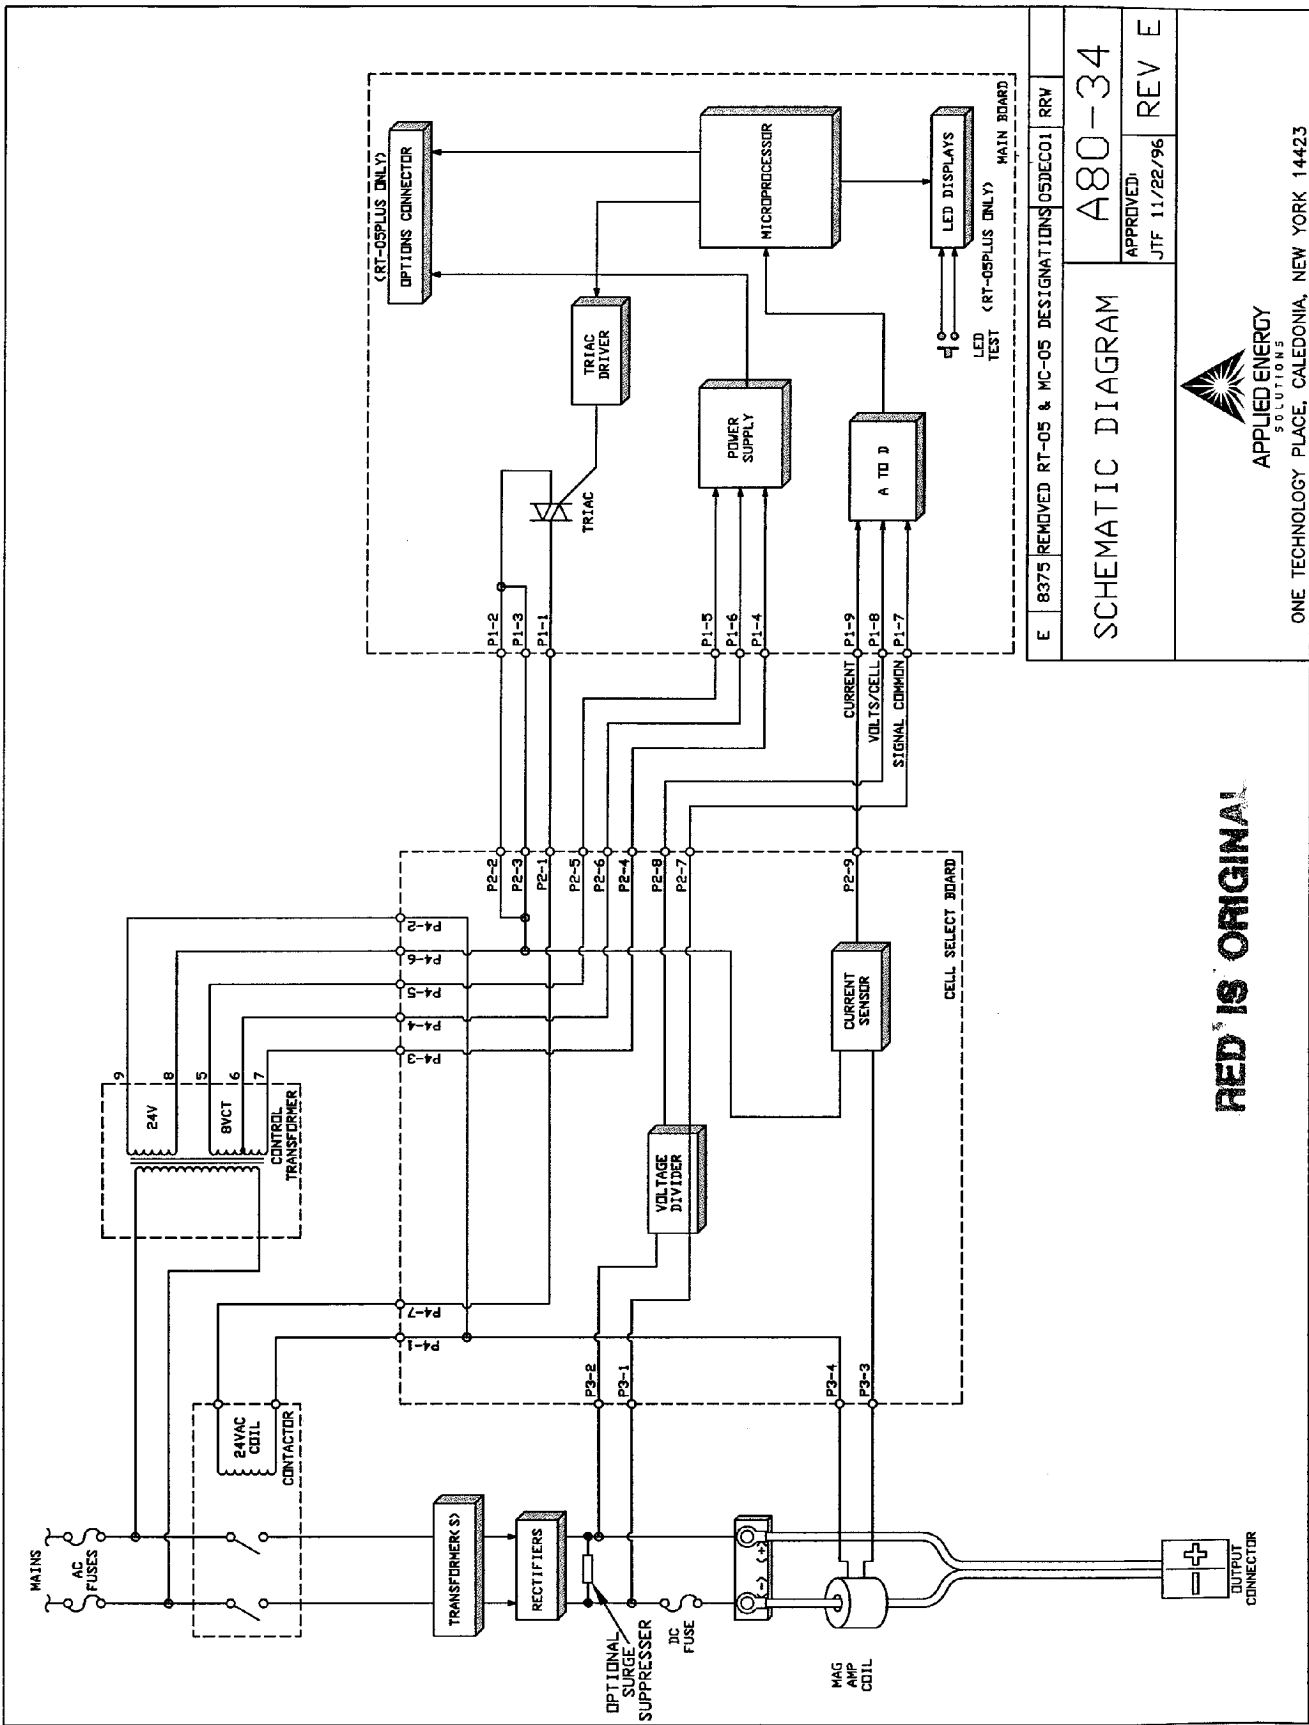 MAINS
AC
FUSES
24VAC
COIL
CONTACTOR
TRANSFORMER(S)
RECTIFIERS
OPTIONAL
SURGE
SUPPRESSER
DC
FUSE
(-) (+)
MAG
AMP
COIL
OUTPUT
CONNECTOR
9
8
5
6
7
24V
8VCT
CONTROL
TRANSFORMER
P4-1
P4-7
P4-3
P4-4
P4-5
P4-6
P4-2
P3-2
P3-1
P3-4
P3-3
VOLTAGE
DIVIDER
CURRENT
SENSOR
CELL SELECT BOARD
P2-2
P2-3
P2-1
P2-5
P2-6
P2-4
P2-8
P2-7
P2-9
CURRENT
VOLTS/CELL
SIGNAL COMMON
P1-2
P1-3
P1-1
P1-5
P1-6
P1-4
P1-9
P1-8
P1-7
TRIAC
TRIAC
DRIVER
POWER
SUPPLY
A TO D
(RT-05PLUS ONLY)
OPTIONS CONNECTOR
MICROPROCESSOR
LED DISPLAYS
LED
TEST
(RT-05PLUS ONLY)
MAIN BOARD
E 8375 REMOVED RT-05 & MC-05 DESIGNATIONS 05DEC01 RRW
SCHEMATIC DIAGRAM
A80-34
APPROVED:
JTF 11/22/96
REV E
APPLIED ENERGY
SOLUTIONS
ONE TECHNOLOGY PLACE, CALEDONIA, NEW YORK 14423
RED IS ORIGINAL